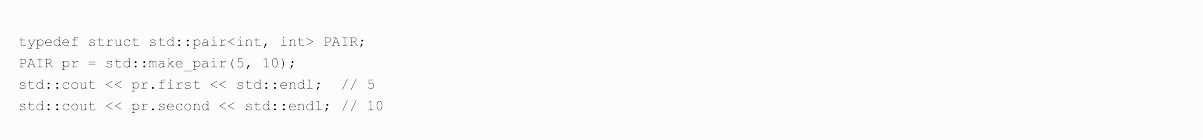 typedef struct std::pair<int, int> PAIR;
PAIR pr = std::make_pair(5, 10);
std::cout << pr.first << std::endl;  // 5
std::cout << pr.second << std::endl; // 10